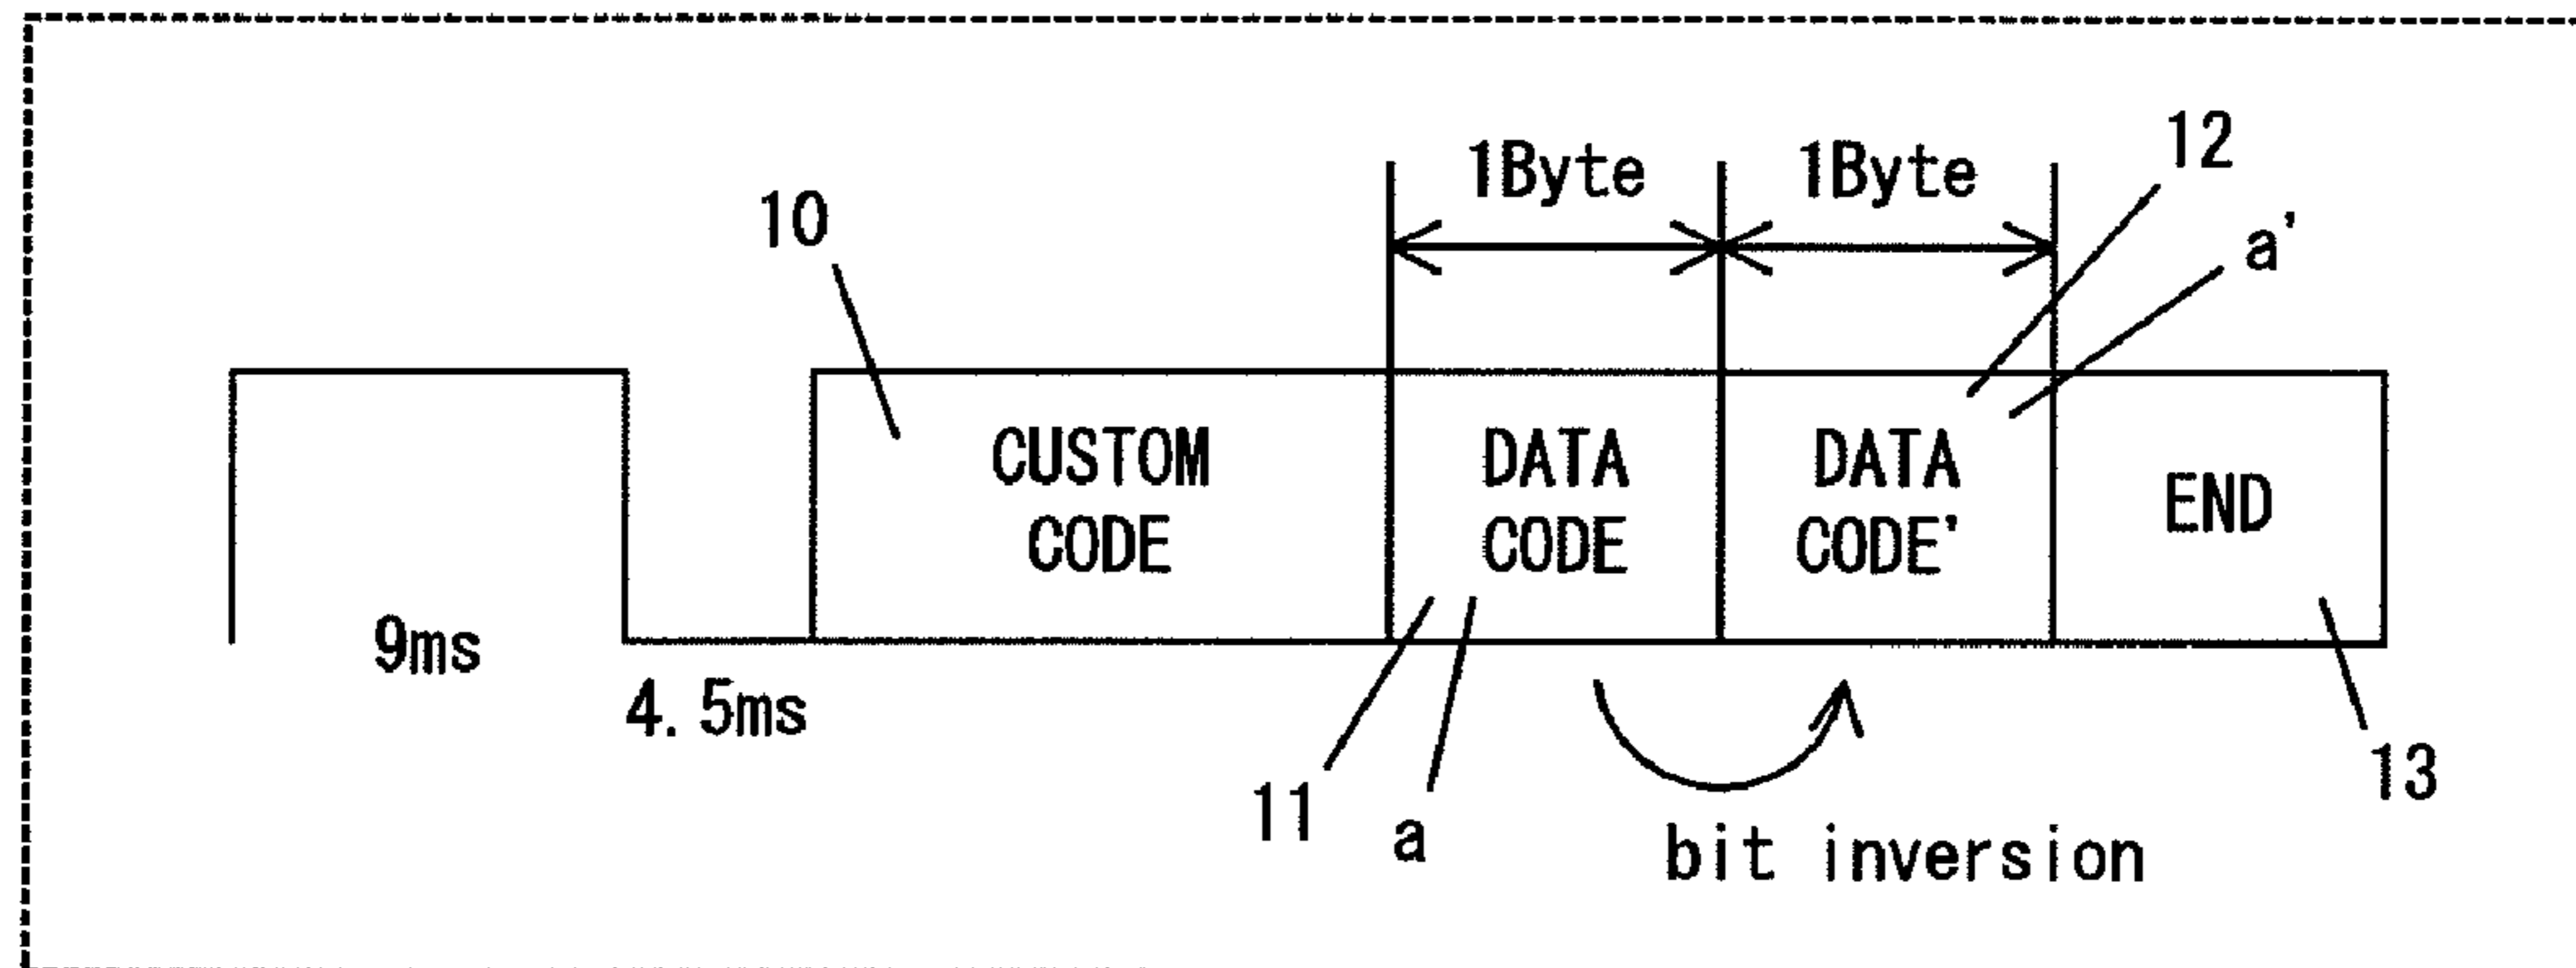 12
1Byte
1Byte
10
a'
CUSTOM
CODE
DATA
CODE
DATA
CODE'
END
9ms
4. 5ms
11
a
13
bit inversion